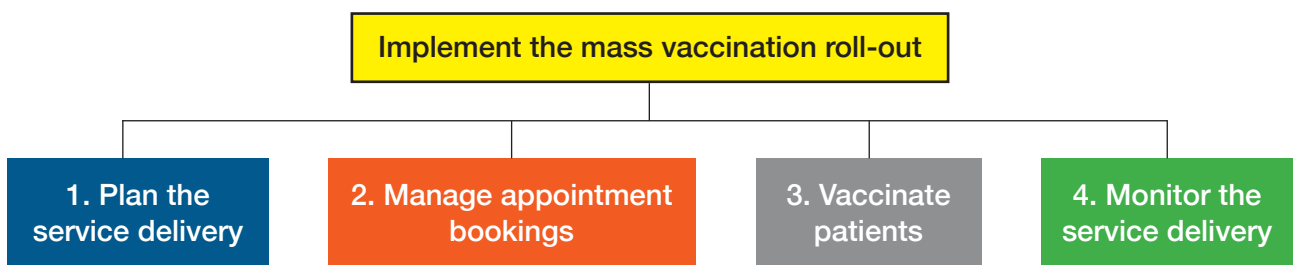 Implement the mass vaccination roll-out
1. Plan the
service delivery
2. Manage appointment
bookings
3. Vaccinate
patients
4. Monitor the
service delivery